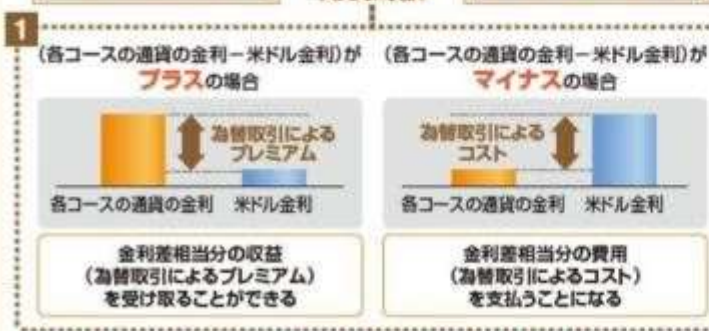 1
(各コースの通貨の金利－米ドル金利)が
プラスの場合
為替取引による
プレミアム
各コースの通貨の金利 米ドル金利
金利差相当分の収益
(為替取引によるプレミアム)
を受け取ることができる
(各コースの通貨の金利－米ドル金利)が
マイナスの場合
為替取引による
コスト
各コースの通貨の金利 米ドル金利
金利差相当分の費用
(為替取引によるコスト)
を支払うことになる